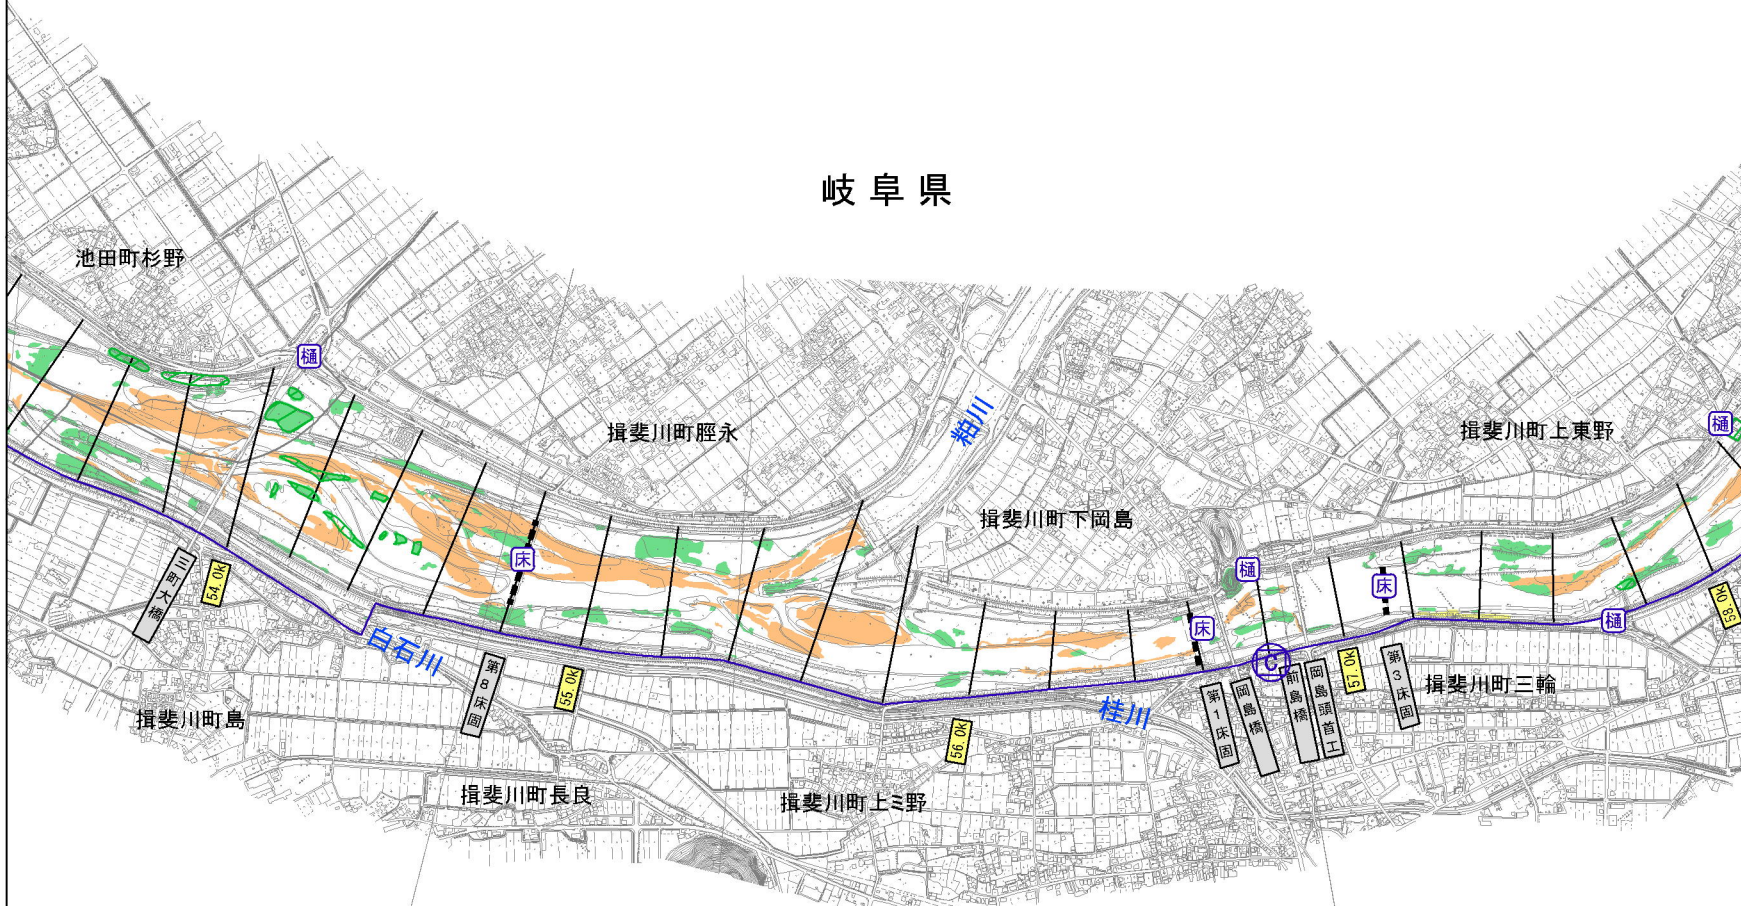 岐阜県
池田町杉野
樋
揖斐川町脛永
粕川
揖斐川町上東野
樋
揖斐川町下岡島
床
樋
床
三町大橋
54.0K
床
樋
58.0K
白石川
第8床固
55.0K
C
前島橋
岡島頭首工
57.0K
第3床固
揖斐川町三輪
揖斐川町島
桂川
第1床固
岡島橋
56.0K
揖斐川町長良
揖斐川町上ミ野